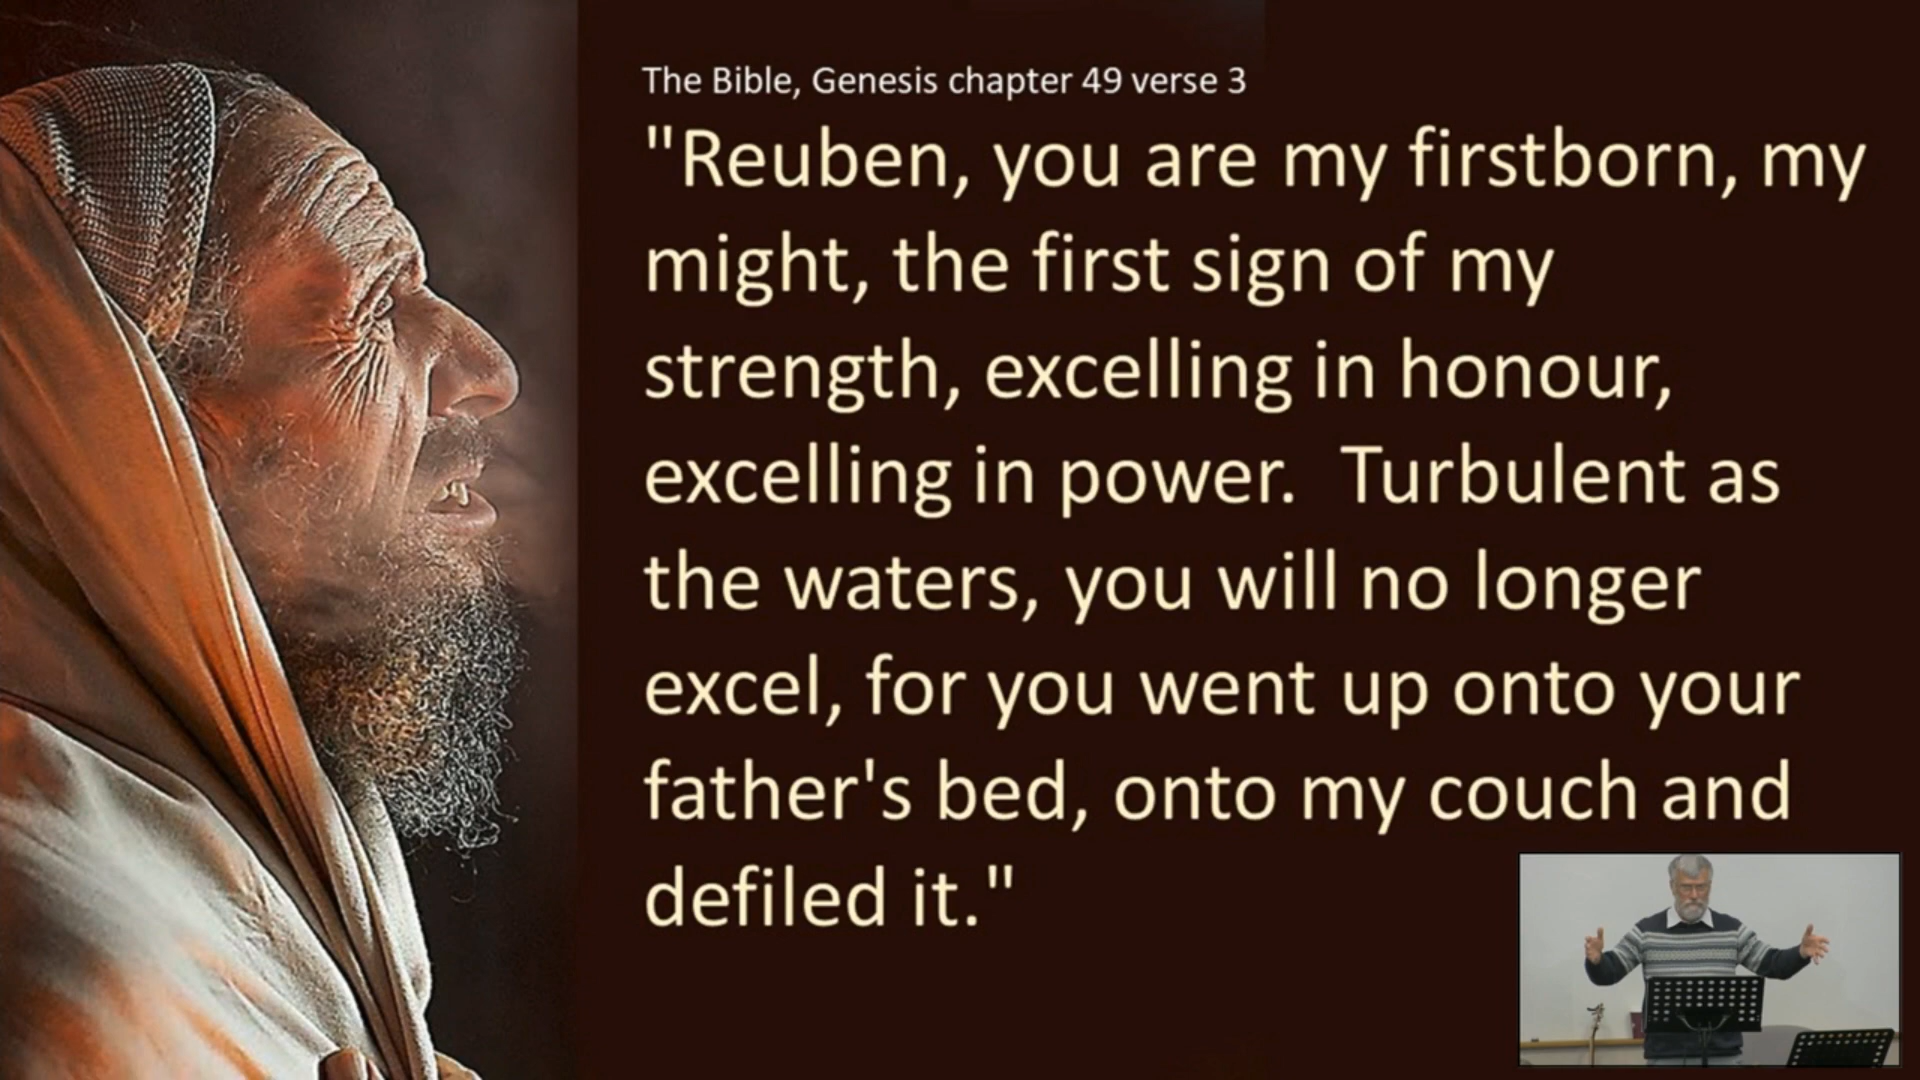 The Bible, Genesis chapter 49 verse 3
"Reuben, you are my firstborn, my
might, the first sign of my
strength, excelling in honour,
excelling in power.  Turbulent as
the waters, you will no longer
excel, for you went up onto your
father's bed, onto my couch and
defiled it."